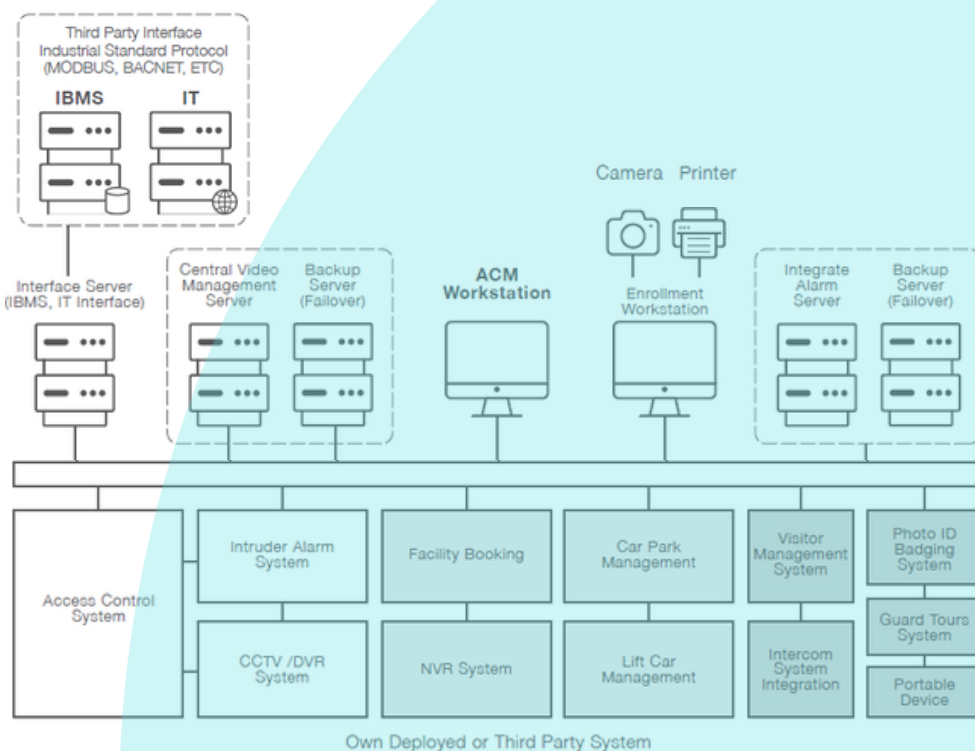 Third Party Interface
Industrial Standard Protocol
(MODBUS, BACNET, ETC)
IBMS
IT
Camera
Printer
Interface Server
(IBMS, IT Interface)
Central Video
Management
Server
Backup
Server
(Failover)
ACM
Workstation
Enrollment
Workstation
Integrate
Alarm
Server
Backup
Server
(Failover)
Access Control
System
Intruder Alarm
System
CCTV /DVR
System
Facility Booking
NVR System
Car Park
Management
Lift Car
Management
Visitor
Management
System
Intercom
System
Integration
Photo ID
Badging
System
Guard Tours
System
Portable
Device
Own Deployed or Third Party System